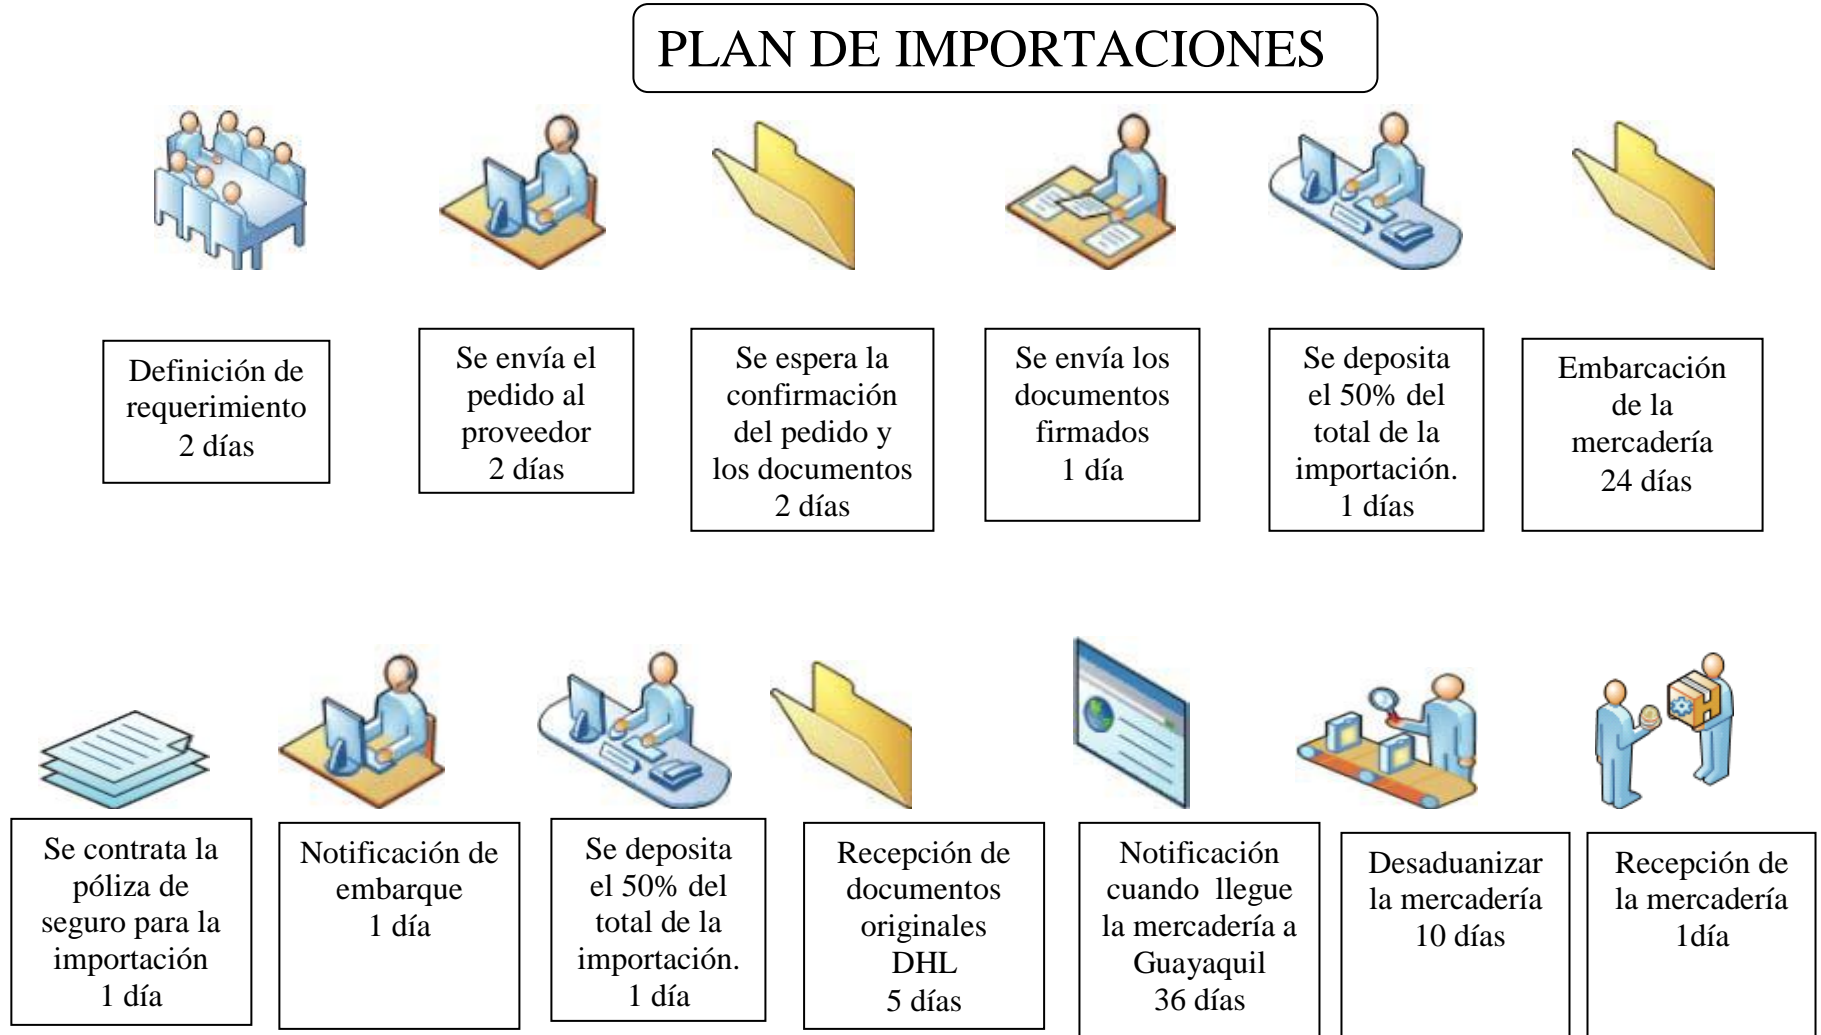 PLAN DE IMPORTACIONES
Definición de
requerimiento
2 días
Se envía el
pedido al
proveedor
2 días
Se espera la
confirmación
del pedido y
los documentos
2 días
Se envía los
documentos
firmados
1 día
Se deposita
el 50% del
total de la
importación.
1 días
Embarcación
de la
mercadería
24 días
Se contrata la
póliza de
seguro para la
importación
1 día
Notificación de
embarque
1 día
Se deposita
el 50% del
total de la
importación.
1 día
Recepción de
documentos
originales
DHL
5 días
Notificación
cuando  llegue
la mercadería a
Guayaquil
36 días
Desaduanizar
la mercadería
10 días
Recepción de
la mercadería
1día